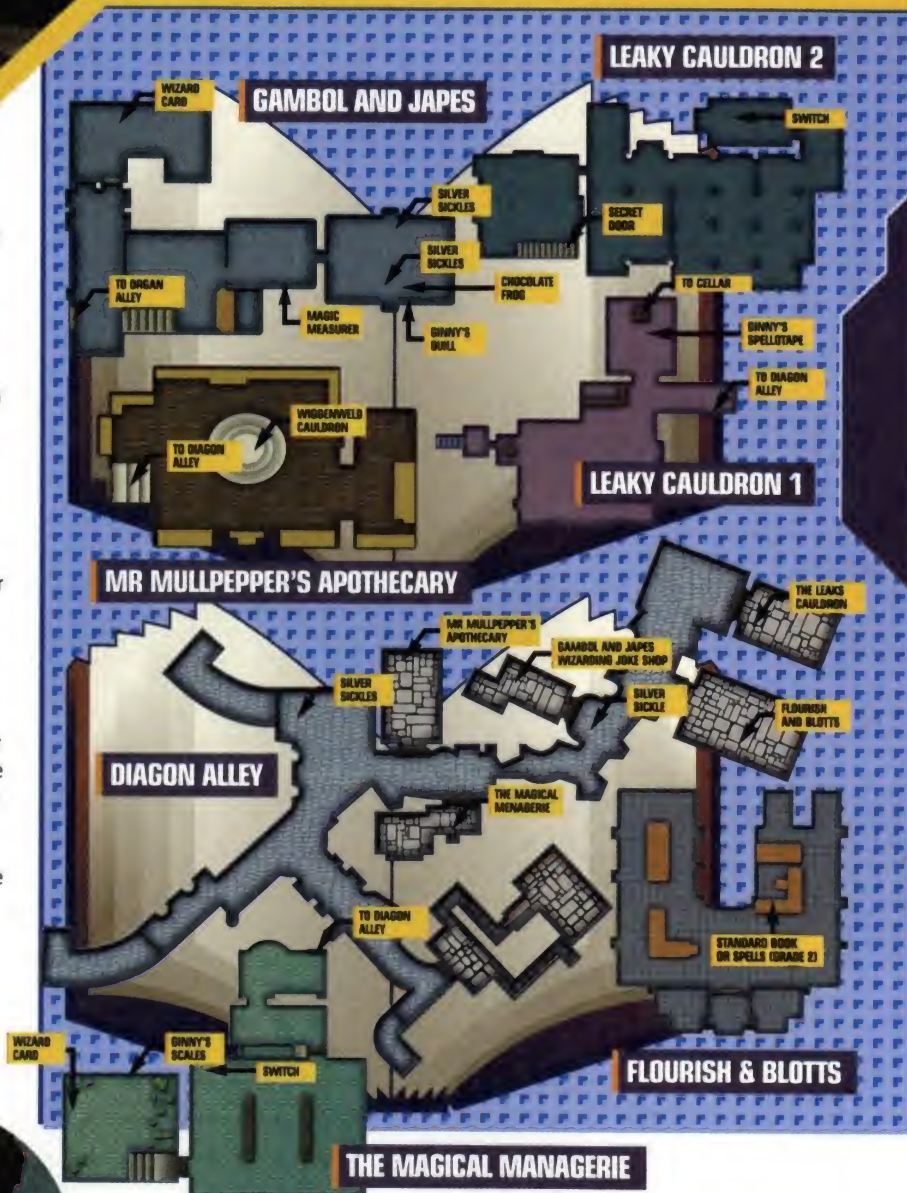 LEAKY CAULDRON 2
GAMBOL AND JAPES
WIZARD
CARD
SWITCH
SILVER
SICKLES
SECRET
DOOR
SILVER
SICKLES
TO ORGAN
ALLEY
CHOCOLATE
FROG
TO CELLAR
MAGIC
MEASURER
GINNY'S
QUILL
GINNY'S
SPELLOTAPE
TO DIAGON
ALLEY
WIGGENWELD
CAULDRON
TO DIAGON
ALLEY
LEAKY CAULDRON 1
MR MULLPEPPER'S APOTHECARY
THE LEAKS
CAULDRON
MR MULLPEPPER'S
APOTHECARY
GAMBOL AND JAPES
WIZARDING JOKE SHOP
SILVER
SICKLES
SILVER
SICKLE
FLOURISH
AND BLOTTS
DIAGON ALLEY
THE MAGICAL
MENAGERIE
TO DIAGON
ALLEY
STANDARD BOOK
OR SPELLS (GRADE 2)
WIZARD
CARD
GINNY'S
SCALES
SWITCH
FLOURISH & BLOTTS
THE MAGICAL MANAGERIE